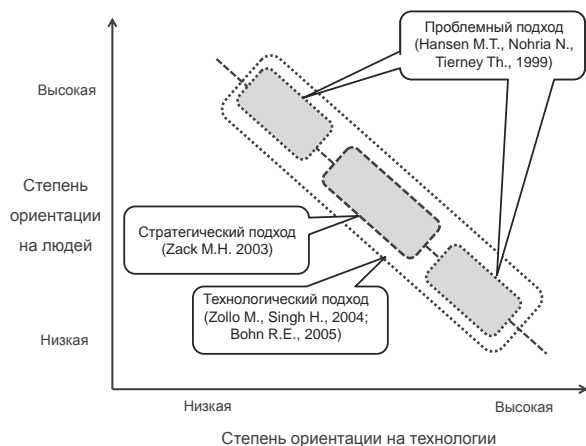 Проблемный подход
(Hansen M.T., Nohria N.,
Tierney Th., 1999)
Высокая
Степень
ориентации
на людей
Стратегический подход
(Zack M.H. 2003)
Технологический подход
(Zollo M., Singh H., 2004;
Bohn R.E., 2005)
Низкая
Низкая
Высокая
Степень ориентации на технологии